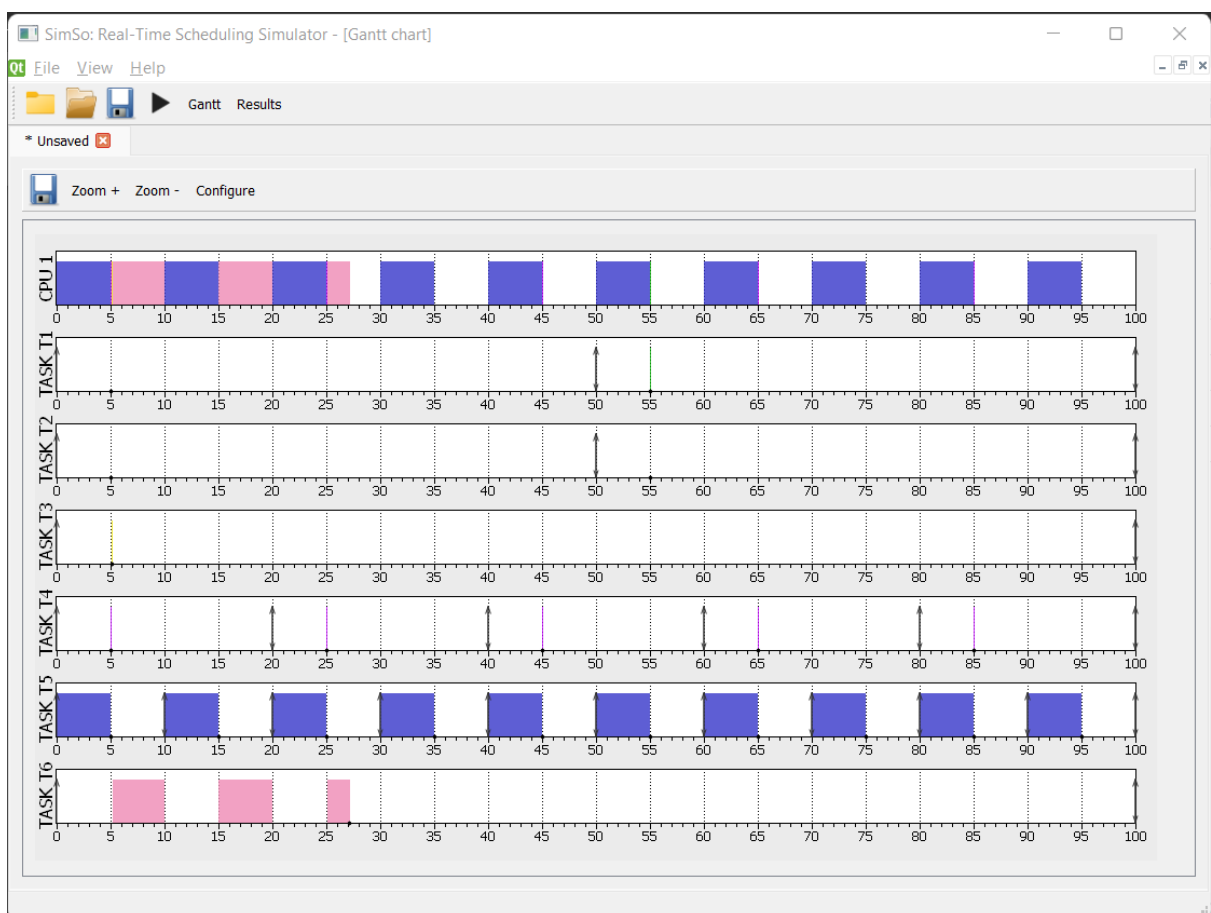 SimSo: Real-Time Scheduling Simulator - [Gantt chart]
Qt File View Help
Gantt Results
* Unsaved
Zoom + Zoom - Configure
CPU 1
0 5 10 15 20 25 30 35 40 45 50 55 60 65 70 75 80 85 90 95 100
TASK T1
0 5 10 15 20 25 30 35 40 45 50 55 60 65 70 75 80 85 90 95 100
TASK T2
0 5 10 15 20 25 30 35 40 45 50 55 60 65 70 75 80 85 90 95 100
TASK T3
0 5 10 15 20 25 30 35 40 45 50 55 60 65 70 75 80 85 90 95 100
TASK T4
0 5 10 15 20 25 30 35 40 45 50 55 60 65 70 75 80 85 90 95 100
TASK T5
0 5 10 15 20 25 30 35 40 45 50 55 60 65 70 75 80 85 90 95 100
TASK T6
0 5 10 15 20 25 30 35 40 45 50 55 60 65 70 75 80 85 90 95 100